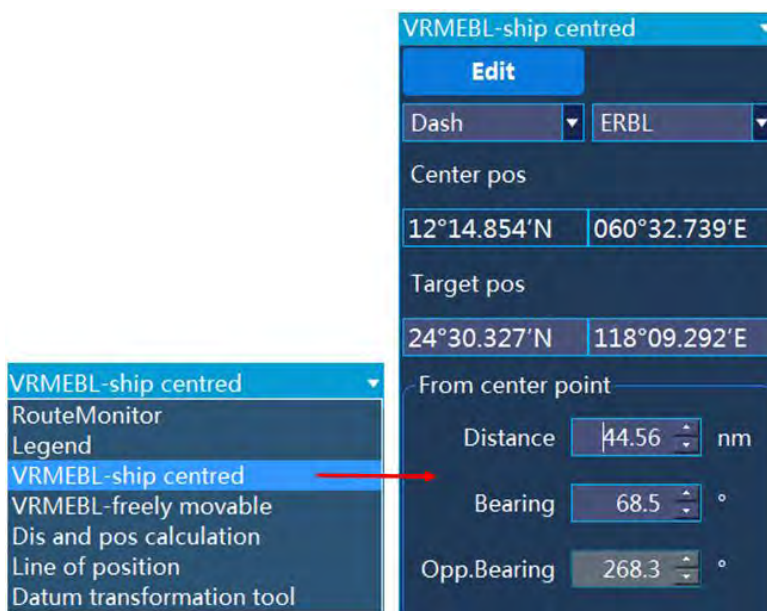 VRMEBL-ship centred
Edit
Dash ERBL
Center pos
12°14.854'N 060°32.739'E
Target pos
24°30.327'N 118°09.292'E
From center point
Distance 44.56 nm
Bearing 68.5 °
Opp.Bearing 268.3 °
VRMEBL-ship centred
RouteMonitor
Legend
VRMEBL-ship centred
VRMEBL-freely movable
Dis and pos calculation
Line of position
Datum transformation tool